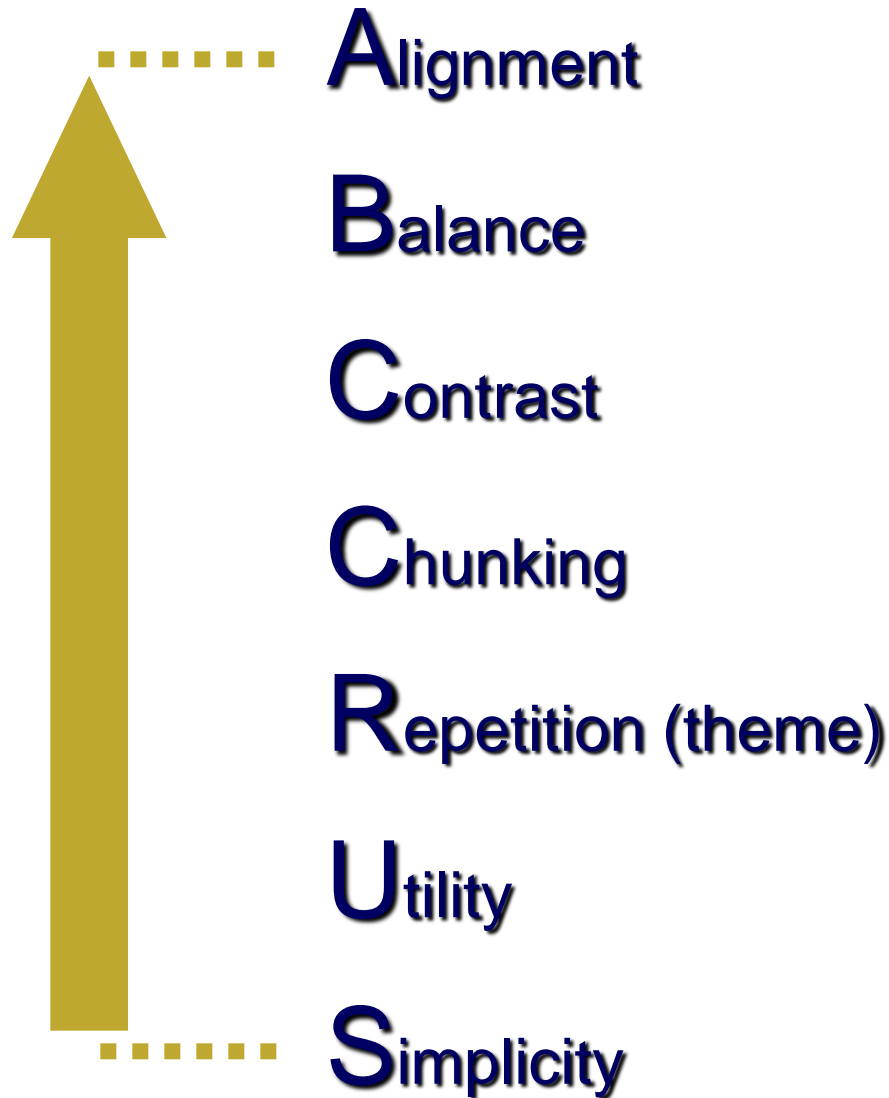 Alignment
Balance
Contrast
Chunking
Repetition (theme)
Utility
Simplicity